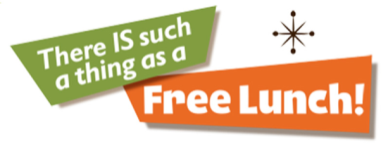 There IS such
a thing as a
Free Lunch!